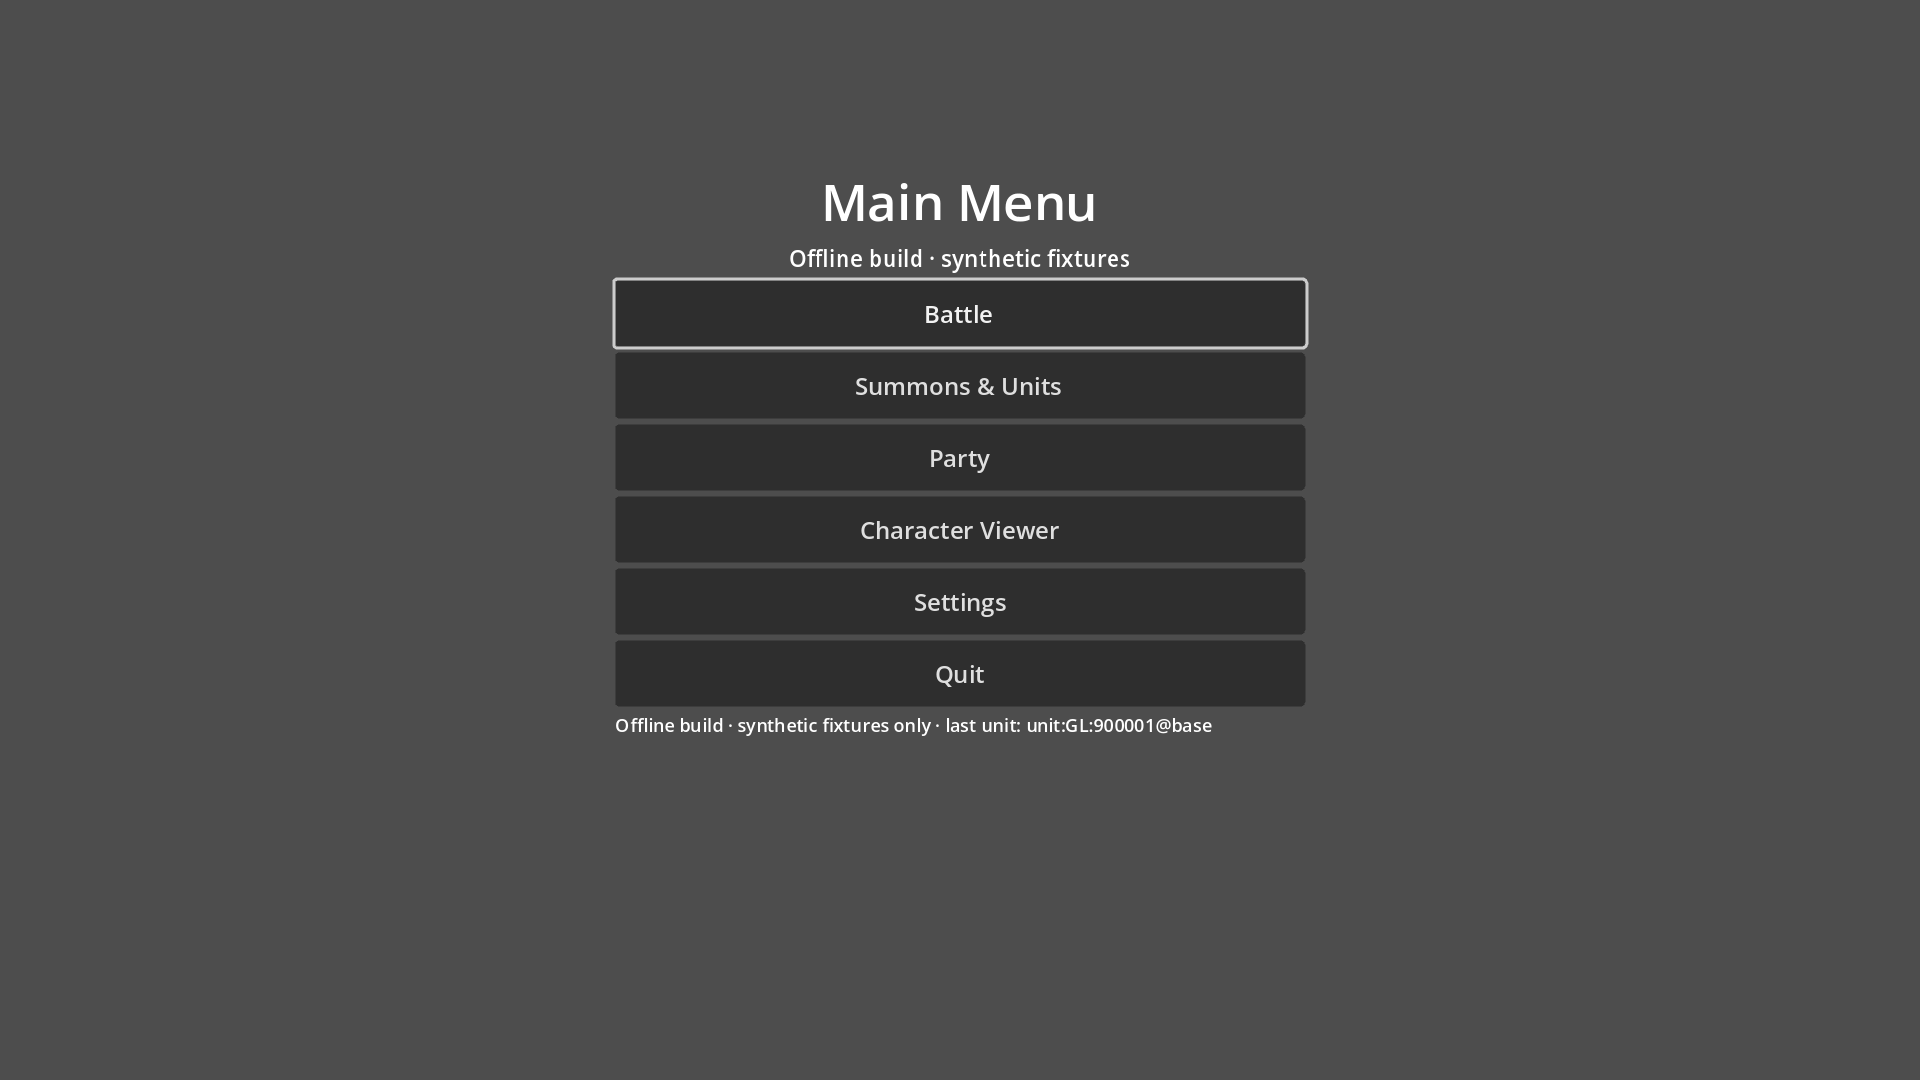 Main Menu
Offline build · synthetic fixtures
Battle
Summons & Units
Party
Character Viewer
Settings
Quit
Offline build · synthetic fixtures only · last unit: unit:GL:900001@base